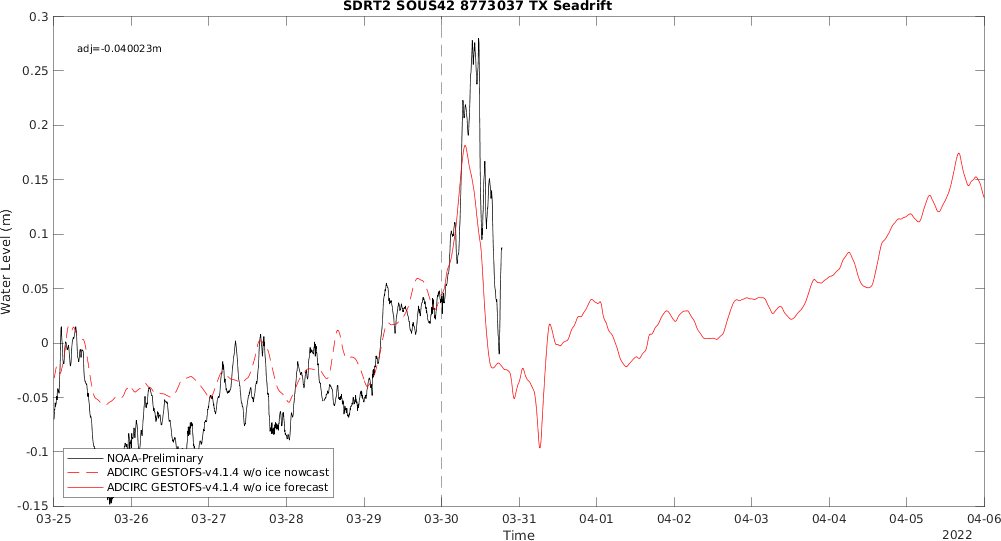 SDRT2 SOUS42 8773037 TX Seadrift
adj=-0.040023m
0.3
0.25
0.2
0.15
0.1
0.05
0
-0.05
-0.1
-0.15
Water Level (m)
NOAA-Preliminary
ADCIRC GESTOFS-v4.1.4 w/o ice nowcast
ADCIRC GESTOFS-v4.1.4 w/o ice forecast
03-25 03-26 03-27 03-28 03-29 03-30 03-31 04-01 04-02 04-03 04-04 04-05 04-06
Time
2022